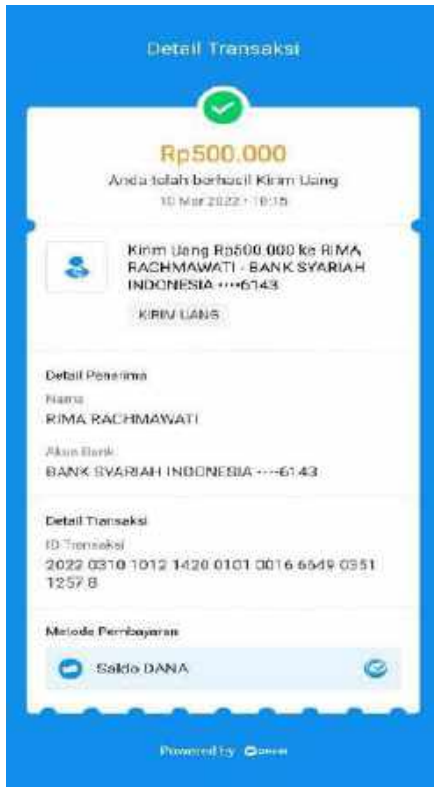 Detail Transaksi
Rp500.000
Anda telah berhasil Kirim Uang
10 Mar 2022 •
Kirim Uang Rp500.000 ke RIMA
RACHMAWATI - BANK SYARIAH
INDONESIA ••••6143
KIRIM UANG
Detail Penerima
Nama
RIMA RACHMAWATI
Akun Bank
BANK SYARIAH INDONESIA ••••6143
Detail Transaksi
ID Transaksi
2022 0310 1012 1420 0101 0016 6649 0351
1257 8
Metode Pembayaran
Saldo DANA
Powered by DANA